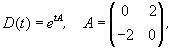 D(t) = e^{tA}, A = \begin{pmatrix} 0 & 2 \\ -2 & 0 \end{pmatrix},